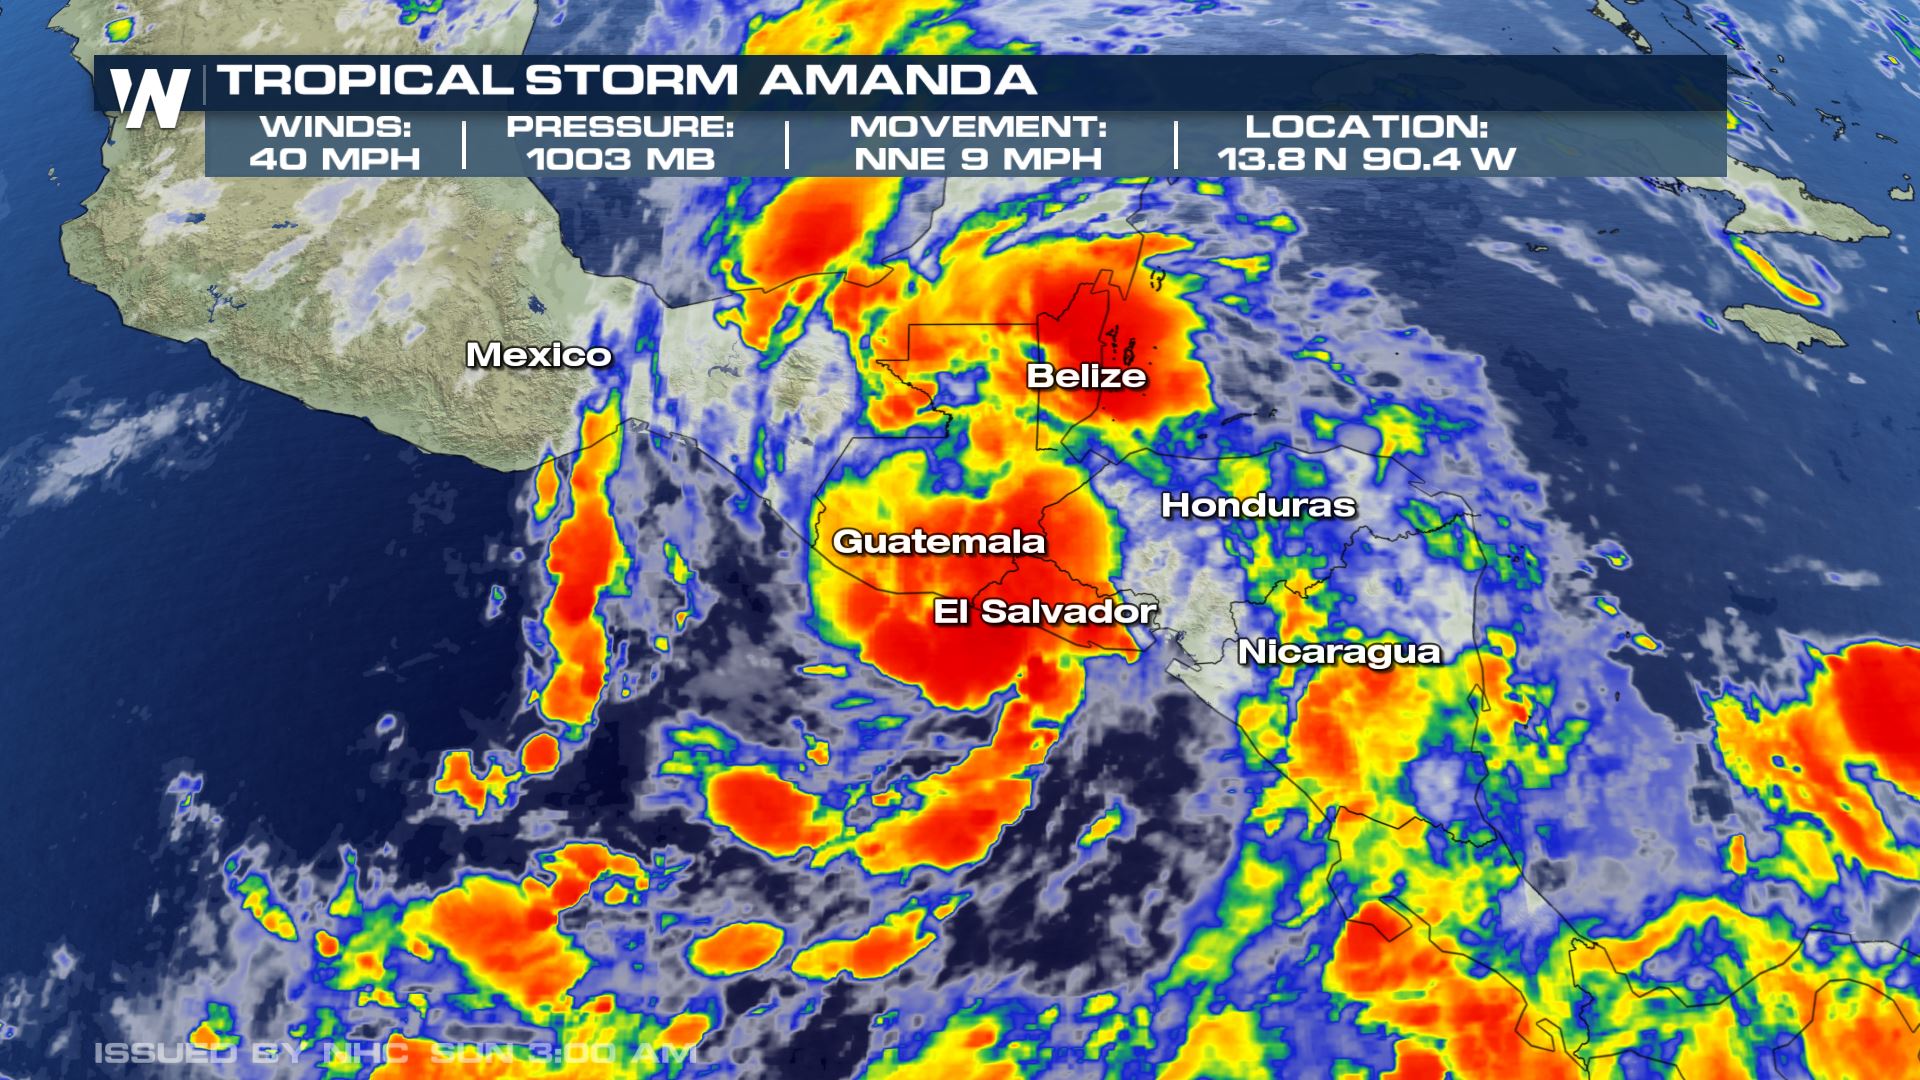 W
TROPICAL STORM AMANDA
WINDS: PRESSURE: MOVEMENT: LOCATION:
40 MPH 1003 MB NNE 9 MPH 13.8 N 90.4 W
Mexico
Belize
Honduras
Guatemala
El Salvador
Nicaragua
ISSUED BY NHC SUN 3:00 AM